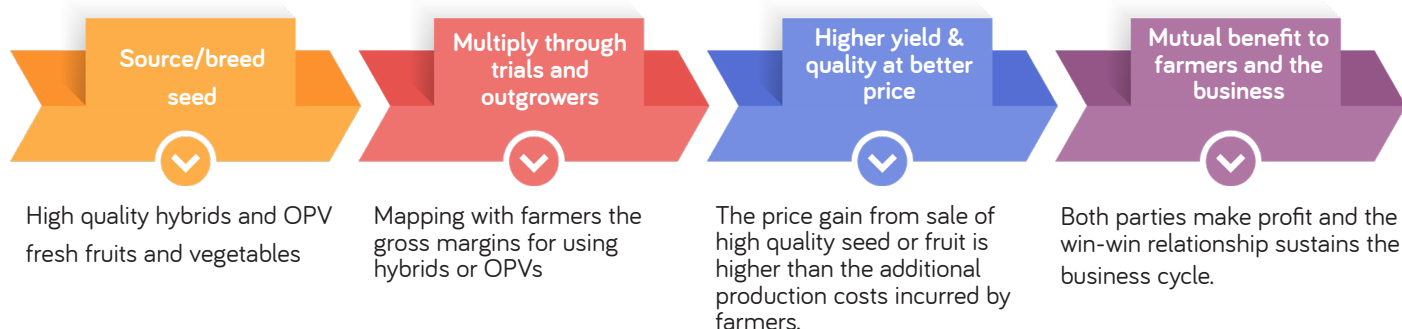 Source/breed
seed
High quality hybrids and OPV
fresh fruits and vegetables
Multiply through
trials and
outgrowers
Mapping with farmers the
gross margins for using
hybrids or OPVs
Higher yield &
quality at better
price
The price gain from sale of
high quality seed or fruit is
higher than the additional
production costs incurred by
farmers.
Mutual benefit to
farmers and the
business
Both parties make profit and the
win-win relationship sustains the
business cycle.